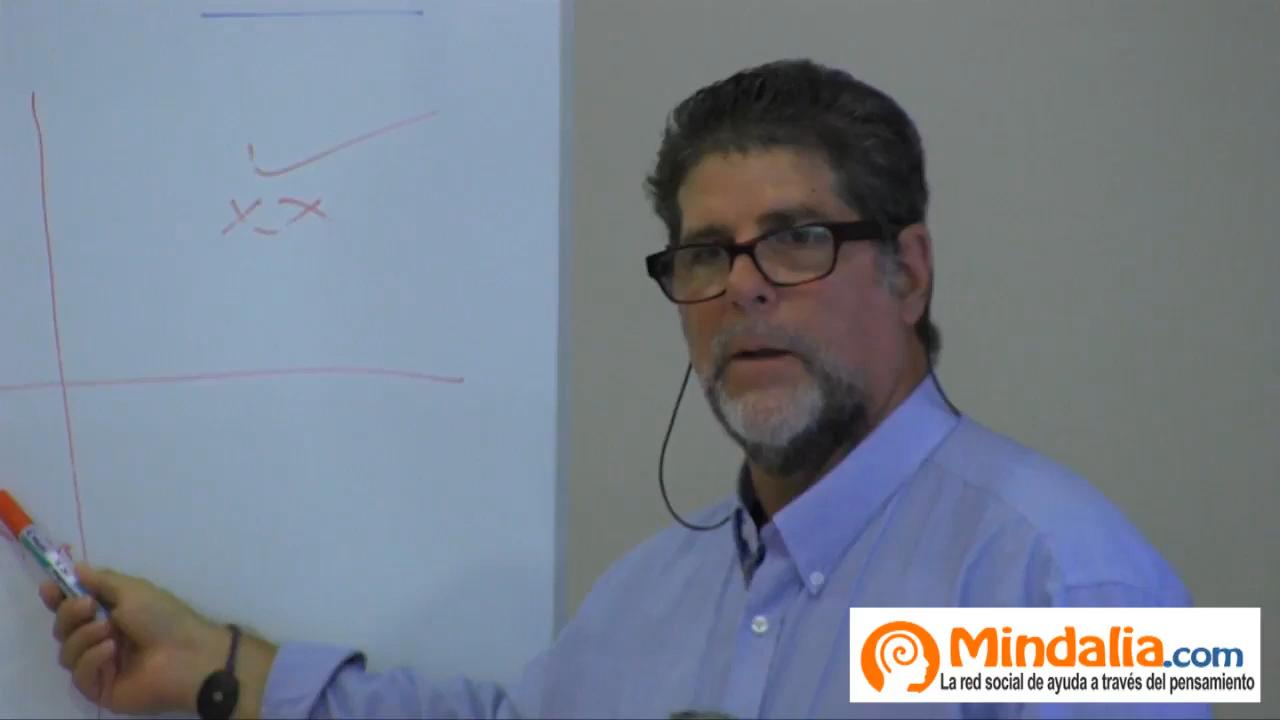 x - x
Mindalia.com
La red social de ayuda a través del pensamiento